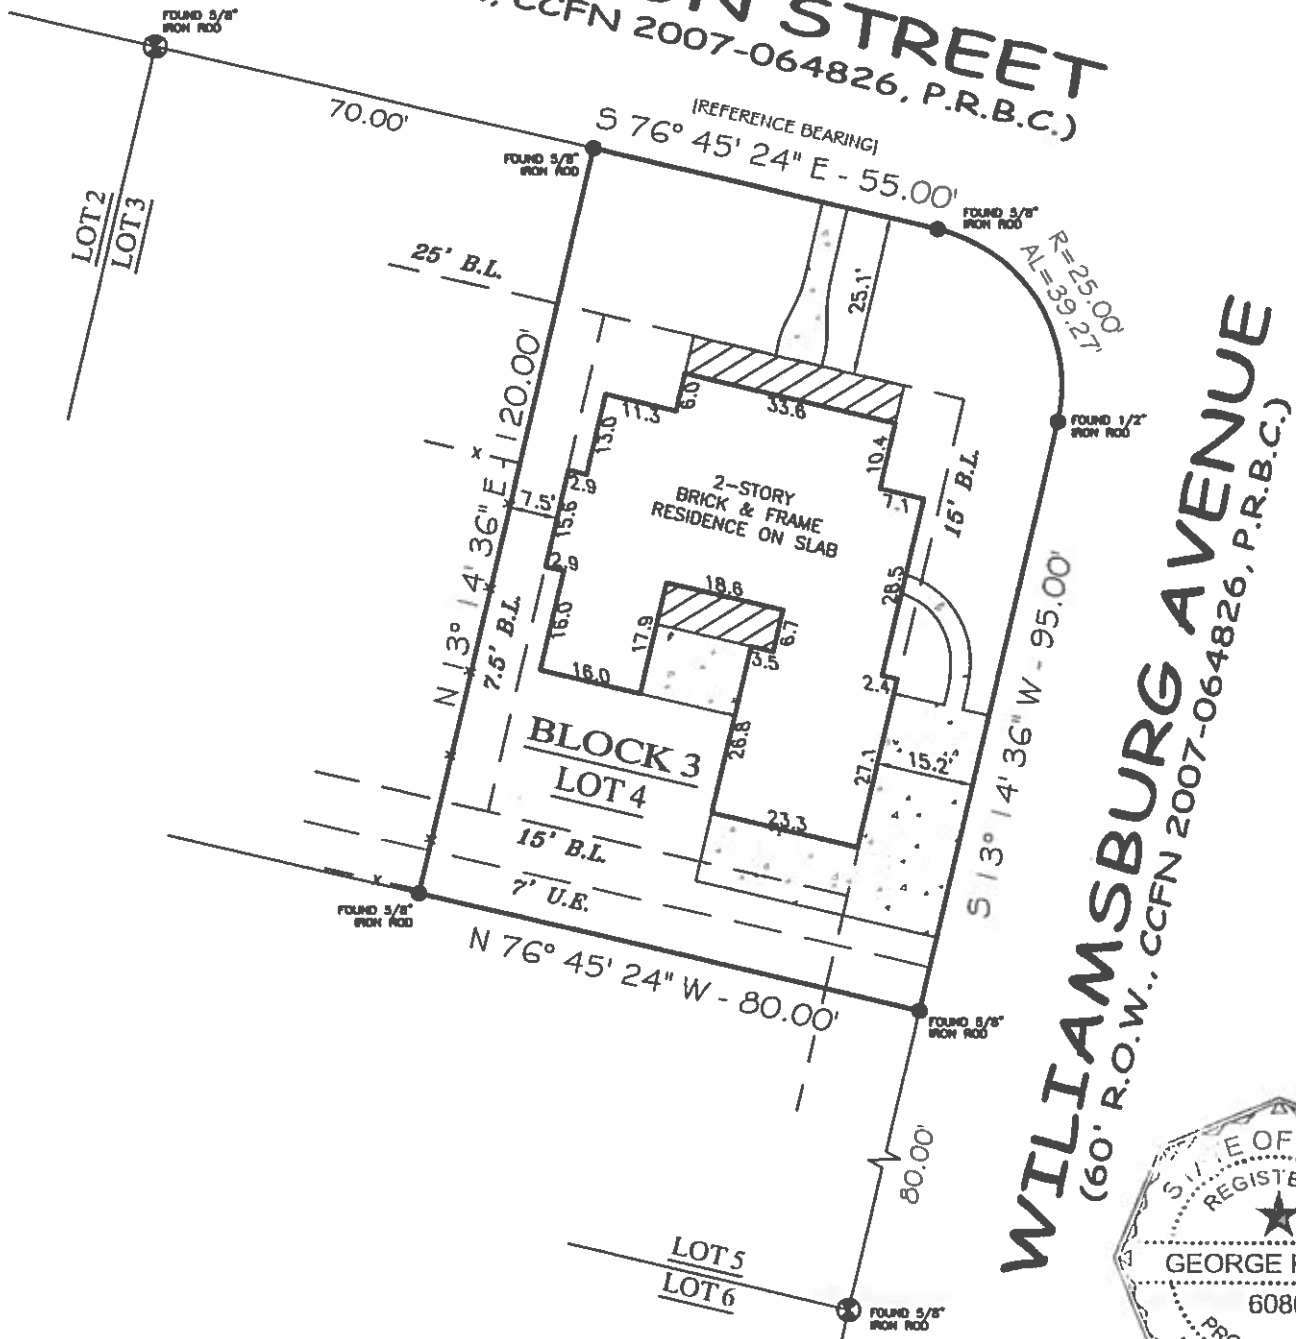 STREET
CCFN 2007-064826, P.R.B.C.)
FOUND 5/8"
IRON ROD
70.00'
(REFERENCE BEARING)
S 76° 45' 24" E - 55.00'
FOUND 5/8"
IRON ROD
FOUND 5/8"
IRON ROD
LOT 2
LOT 3
R=25.00'
AL=39.27'
25' B.L.
25.1'
N 13° 14' 36" E 120.00'
FOUND 1/2"
IRON ROD
6.0
11.3
33.6
13.0
10.4
2.9
7.1
15' B.L.
7.5'
15.6
2-STORY
BRICK & FRAME
RESIDENCE ON SLAB
2.9
18.6
28.5
16.0
17.9
6.7
3.5
7.5' B.L.
16.0
2.4
BLOCK 3
LOT 4
26.8
27.1
15.2'
23.3
15' B.L.
7' U.E.
S 13° 14' 36" W - 95.00'
WILIAMSBURG AVENUE
(60' R.O.W., CCFN 2007-064826, P.R.B.C.)
FOUND 5/8"
IRON ROD
N 76° 45' 24" W - 80.00'
FOUND 5/8"
IRON ROD
80.00'
LOT 5
LOT 6
FOUND 5/8"
IRON ROD
OF
GEORGE